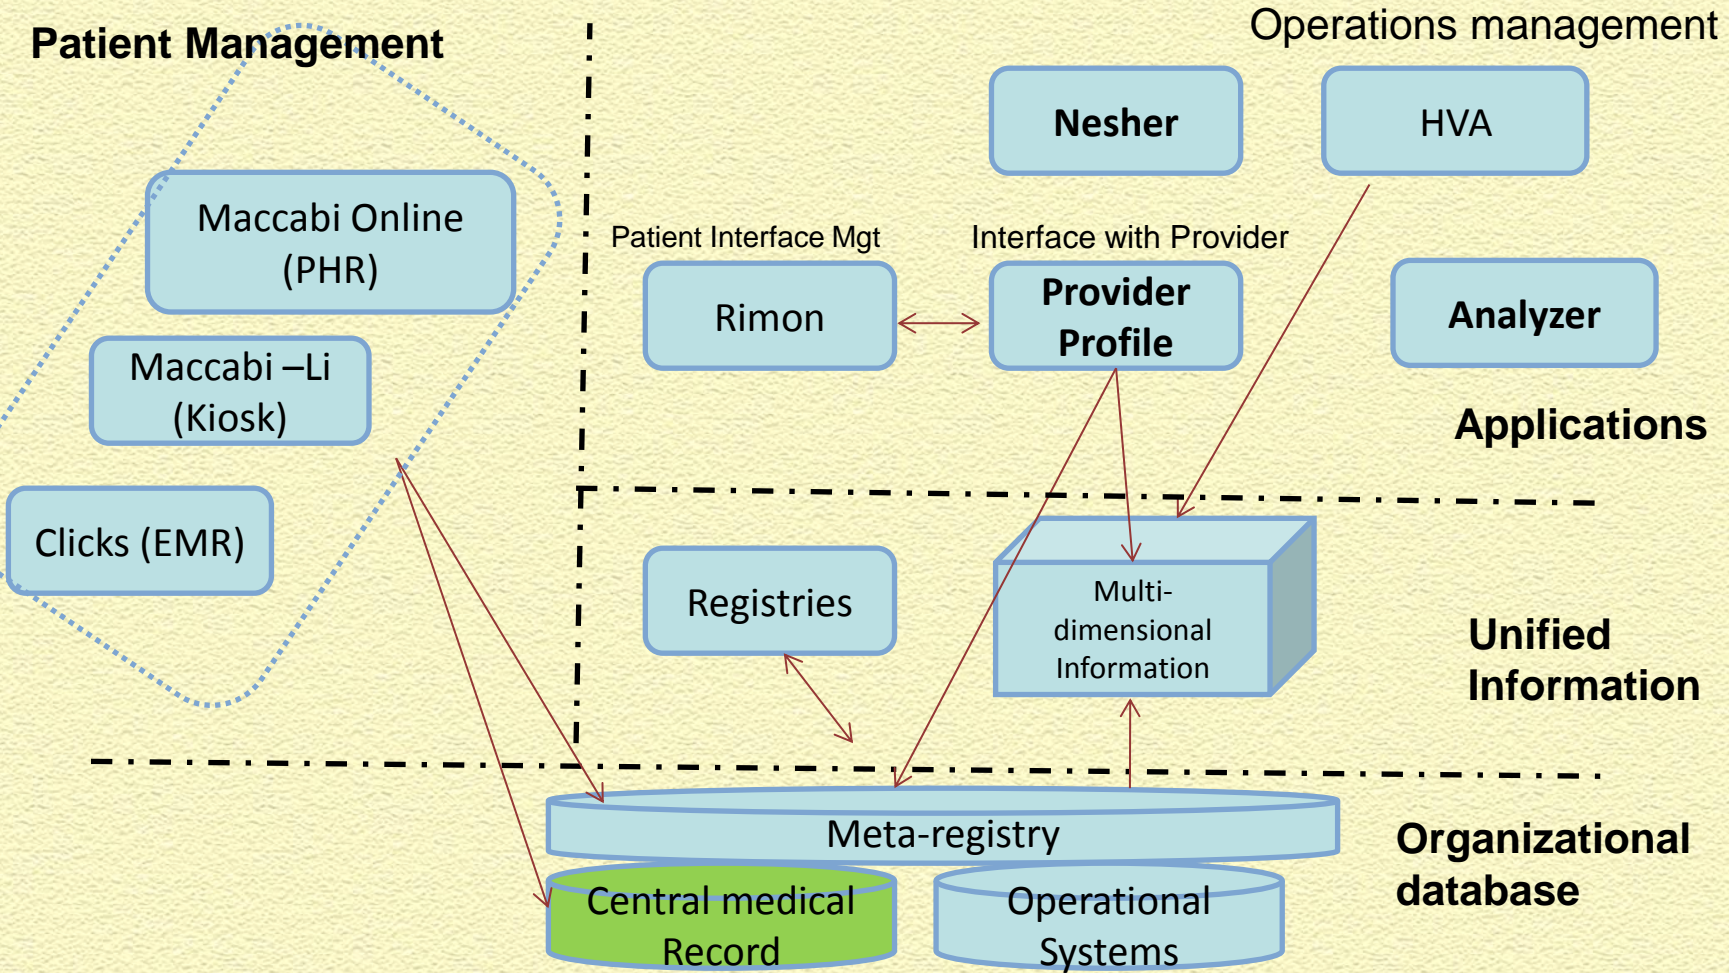 Patient Management
Operations management
Nesher
HVA
Maccabi Online
(PHR)
Patient Interface Mgt
Interface with Provider
Rimon
Provider
Profile
Analyzer
Maccabi –Li
(Kiosk)
Applications
Clicks (EMR)
Registries
Multi-
dimensional
Information
Unified
Information
Meta-registry
Organizational
database
Central medical
Record
Operational
Systems